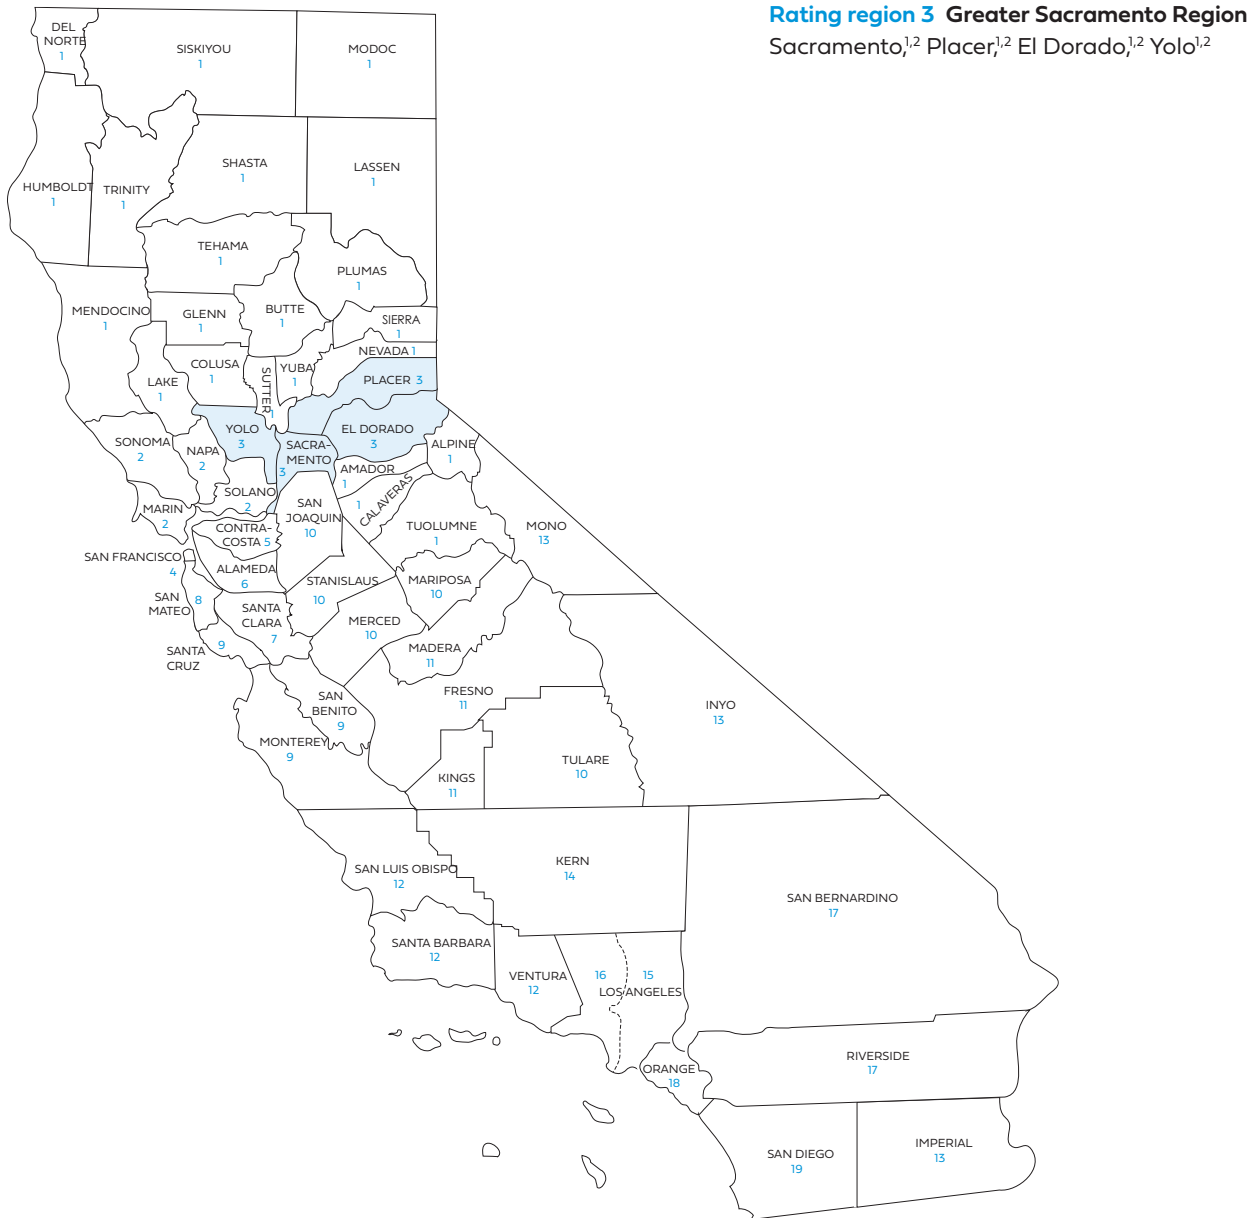 Rating region 3 Greater Sacramento Region
Sacramento,1,2 Placer,1,2 El Dorado,1,2 Yolo1,2
DEL
NORTE
1
SISKIYOU
1
MODOC
1
SHASTA
1
LASSEN
1
HUMBOLDT
1
TRINITY
1
TEHAMA
1
PLUMAS
1
MENDOCINO
1
GLENN
1
BUTTE
1
SIERRA
1
NEVADA 1
COLUSA
1
SUTTER
1
YUBA
1
PLACER 3
LAKE
1
YOLO
3
EL DORADO
3
SONOMA
2
NAPA
2
SACRA-
MENTO
3
ALPINE
1
AMADOR
1
CALAVERAS
1
SOLANO
2
MARIN
2
SAN
JOAQUIN
10
CONTRA-
COSTA 5
TUOLUMNE
1
MONO
13
SAN FRANCISCO
4
ALAMEDA
6
STANISLAUS
10
MARIPOSA
10
SAN
MATEO
8
SANTA
CLARA
7
MERCED
10
SANTA
CRUZ
9
MADERA
11
FRESNO
11
SAN
BENITO
9
INYO
13
MONTEREY
9
TULARE
10
KINGS
11
SAN LUIS OBISPO
12
KERN
14
SAN BERNARDINO
17
SANTA BARBARA
12
VENTURA
12
16
15
LOS ANGELES
RIVERSIDE
17
ORANGE
18
SAN DIEGO
19
IMPERIAL
13